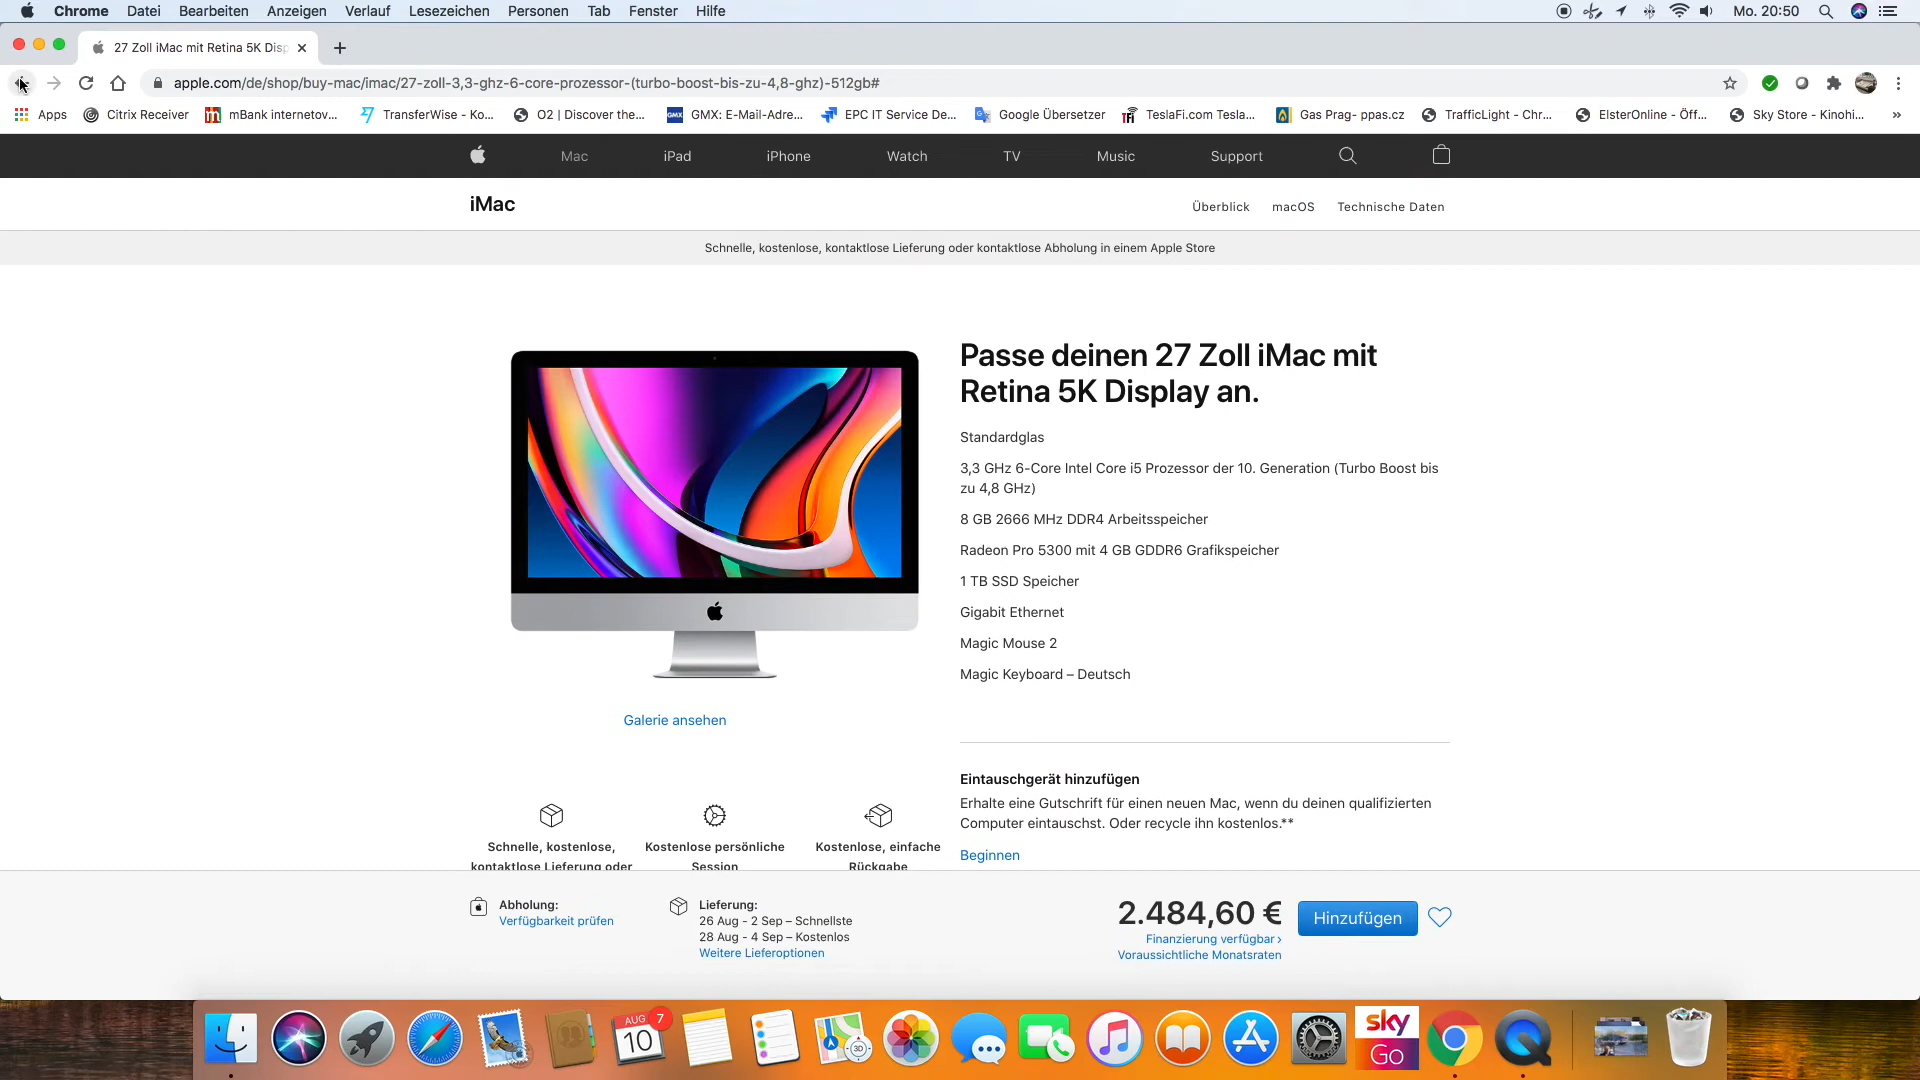 Chrome Datei Bearbeiten Anzeigen Verlauf Lesezeichen Personen Tab Fenster Hilfe Mo. 20:50
27 Zoll iMac mit Retina 5K Disp
apple.com/de/shop/buy-mac/imac/27-zoll-3,3-ghz-6-core-prozessor-(turbo-boost-bis-zu-4,8-ghz)-512gb#
Apps Citrix Receiver mBank internetov... TransferWise - Ko... O2 | Discover the... GMX GMX: E-Mail-Adre... EPC IT Service De... Google Übersetzer TeslaFi.com Tesla... Gas Prag- ppas.cz TrafficLight - Chr... ElsterOnline - Öff... Sky Store - Kinohi... »
Mac iPad iPhone Watch TV Music Support
iMac Überblick macOS Technische Daten
Schnelle, kostenlose, kontaktlose Lieferung oder kontaktlose Abholung in einem Apple Store
Passe deinen 27 Zoll iMac mit
Retina 5K Display an.
Standardglas
3,3 GHz 6-Core Intel Core i5 Prozessor der 10. Generation (Turbo Boost bis
zu 4,8 GHz)
8 GB 2666 MHz DDR4 Arbeitsspeicher
Radeon Pro 5300 mit 4 GB GDDR6 Grafikspeicher
1 TB SSD Speicher
Gigabit Ethernet
Magic Mouse 2
Magic Keyboard – Deutsch
Galerie ansehen
Eintauschgerät hinzufügen
Erhalte eine Gutschrift für einen neuen Mac, wenn du deinen qualifizierten
Computer eintauschst. Oder recycle ihn kostenlos.**
Beginnen
Schnelle, kostenlose,
kontaktlose Lieferung oder
Kostenlose persönliche
Session
Kostenlose, einfache
Rückgabe
Abholung:
Verfügbarkeit prüfen
Lieferung:
26 Aug - 2 Sep – Schnellste
28 Aug - 4 Sep – Kostenlos
Weitere Lieferoptionen
2.484,60 €
Finanzierung verfügbar ›
Voraussichtliche Monatsraten
Hinzufügen
AUG 7
10
3D
sky
Go